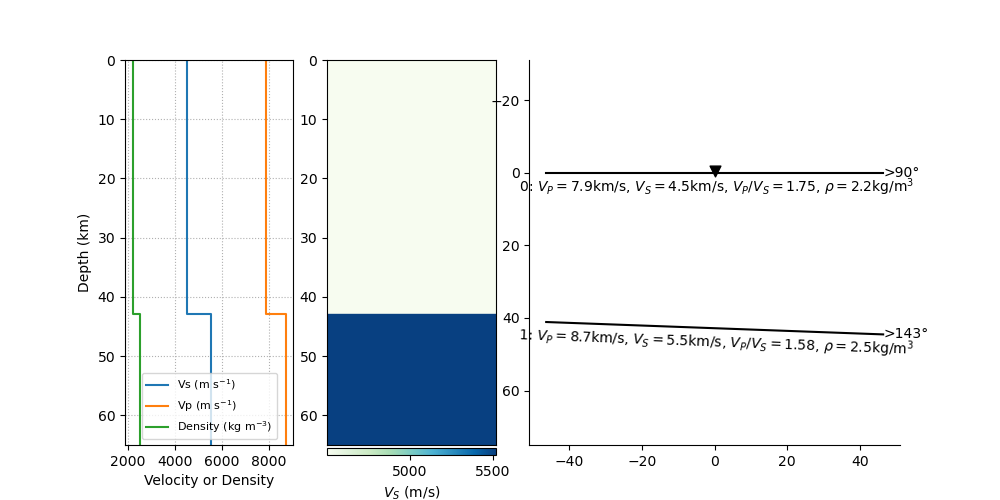 0
10
20
30
40
50
60
Depth (km)
2000 4000 6000 8000
Velocity or Density
Vs (m s⁻¹)
Vp (m s⁻¹)
Density (kg m⁻³)
0
10
20
30
40
50
60
5000 5500
V_S (m/s)
−20
0
20
40
60
−40 −20 0 20 40
>90°
0: V_P = 7.9km/s, V_S = 4.5km/s, V_P/V_S = 1.75, ρ = 2.2kg/m³
>143°
1: V_P = 8.7km/s, V_S = 5.5km/s, V_P/V_S = 1.58, ρ = 2.5kg/m³